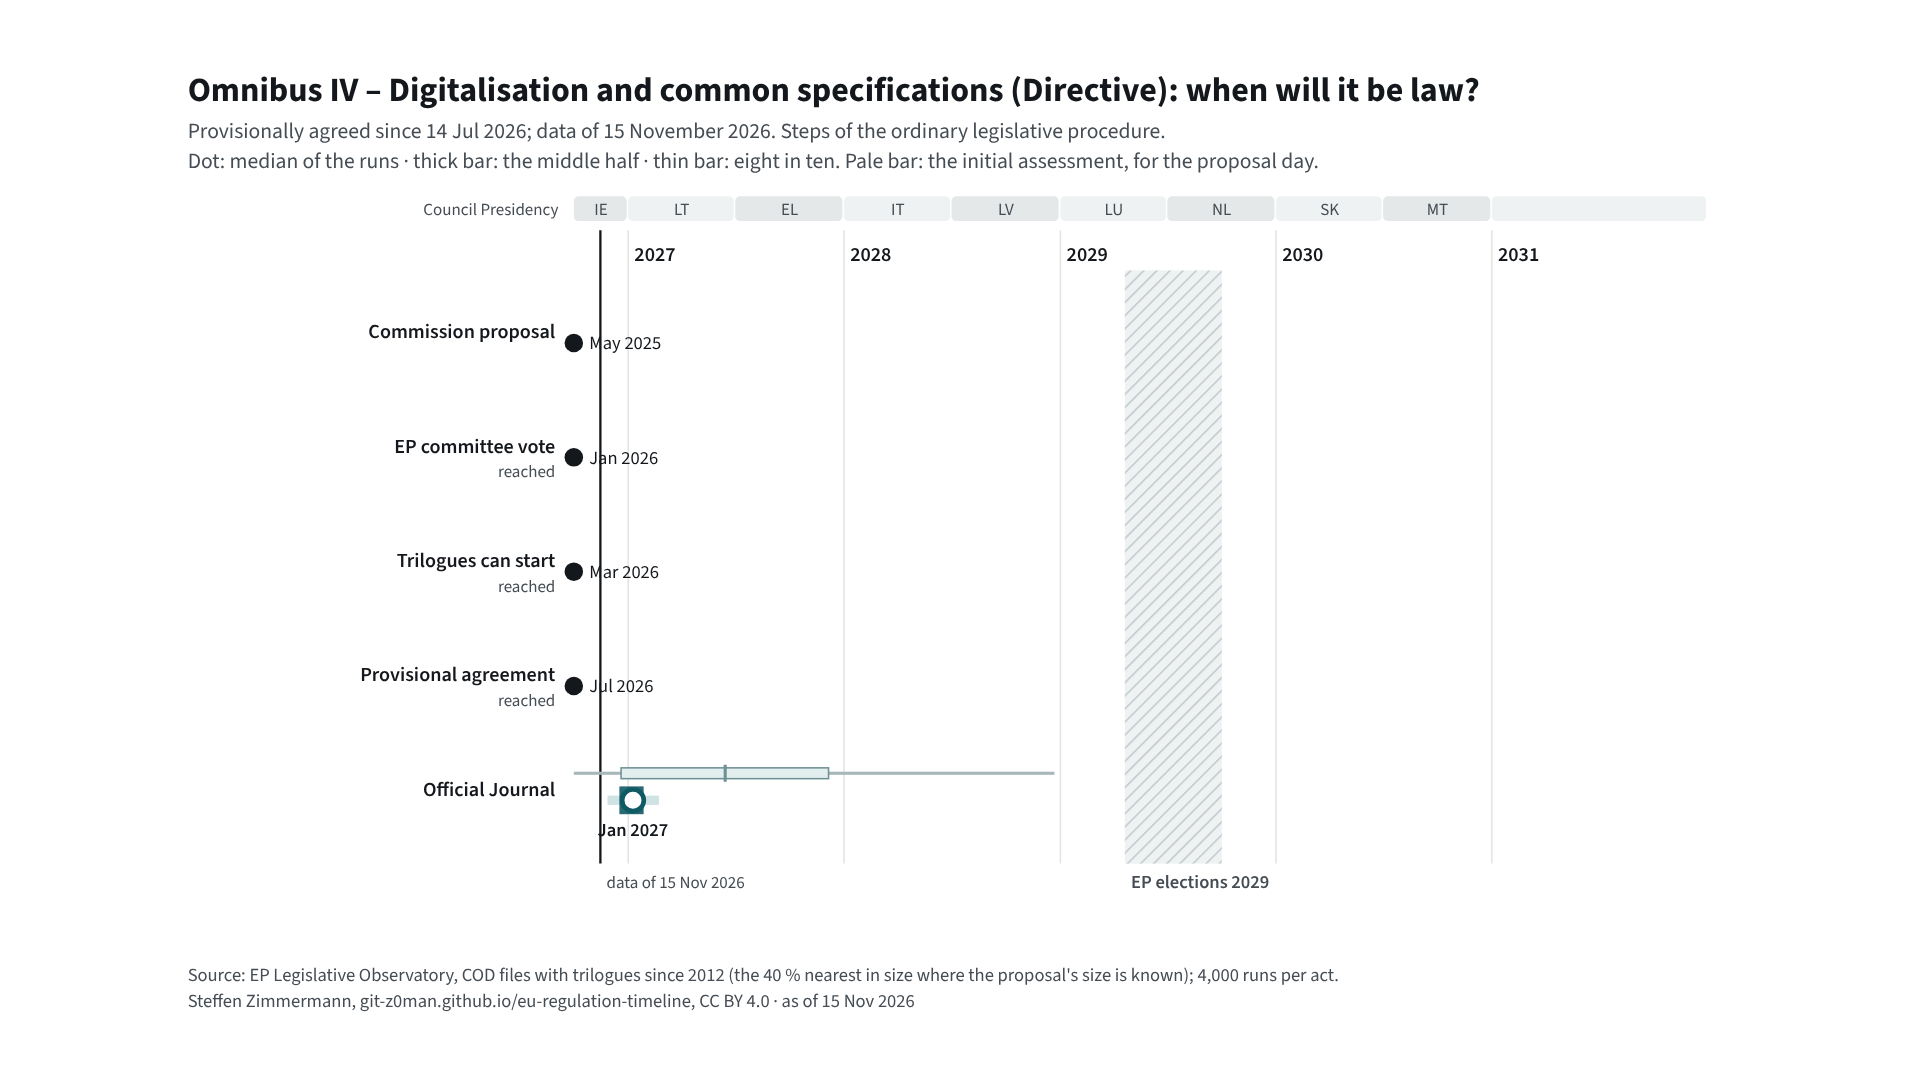 Omnibus IV – Digitalisation and common specifications (Directive): when will it be law?
Provisionally agreed since 14 Jul 2026; data of 15 November 2026. Steps of the ordinary legislative procedure.
Dot: median of the runs · thick bar: the middle half · thin bar: eight in ten. Pale bar: the initial assessment, for the proposal day.
Council Presidency IE LT EL IT LV LU NL SK MT
2027 2028 2029 2030 2031
Commission proposal
May 2025
EP committee vote
Jan 2026
reached
Trilogues can start
Mar 2026
reached
Provisional agreement
Jul 2026
reached
Official Journal
Jan 2027
data of 15 Nov 2026
EP elections 2029
Source: EP Legislative Observatory, COD files with trilogues since 2012 (the 40 % nearest in size where the proposal's size is known); 4,000 runs per act.
Steffen Zimmermann, git-z0man.github.io/eu-regulation-timeline, CC BY 4.0 · as of 15 Nov 2026